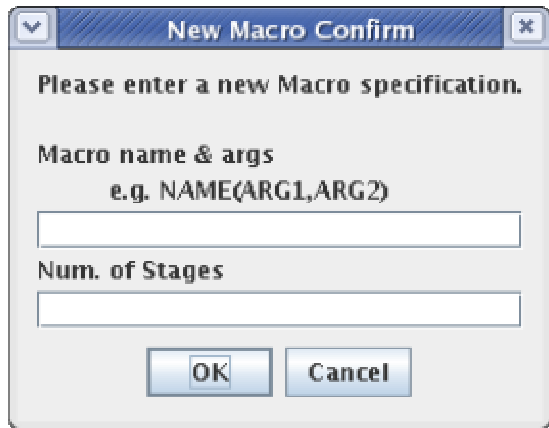 New Macro Confirm
Please enter a new Macro specification.
Macro name & args
e.g. NAME(ARG1,ARG2)
Num. of Stages
OK Cancel